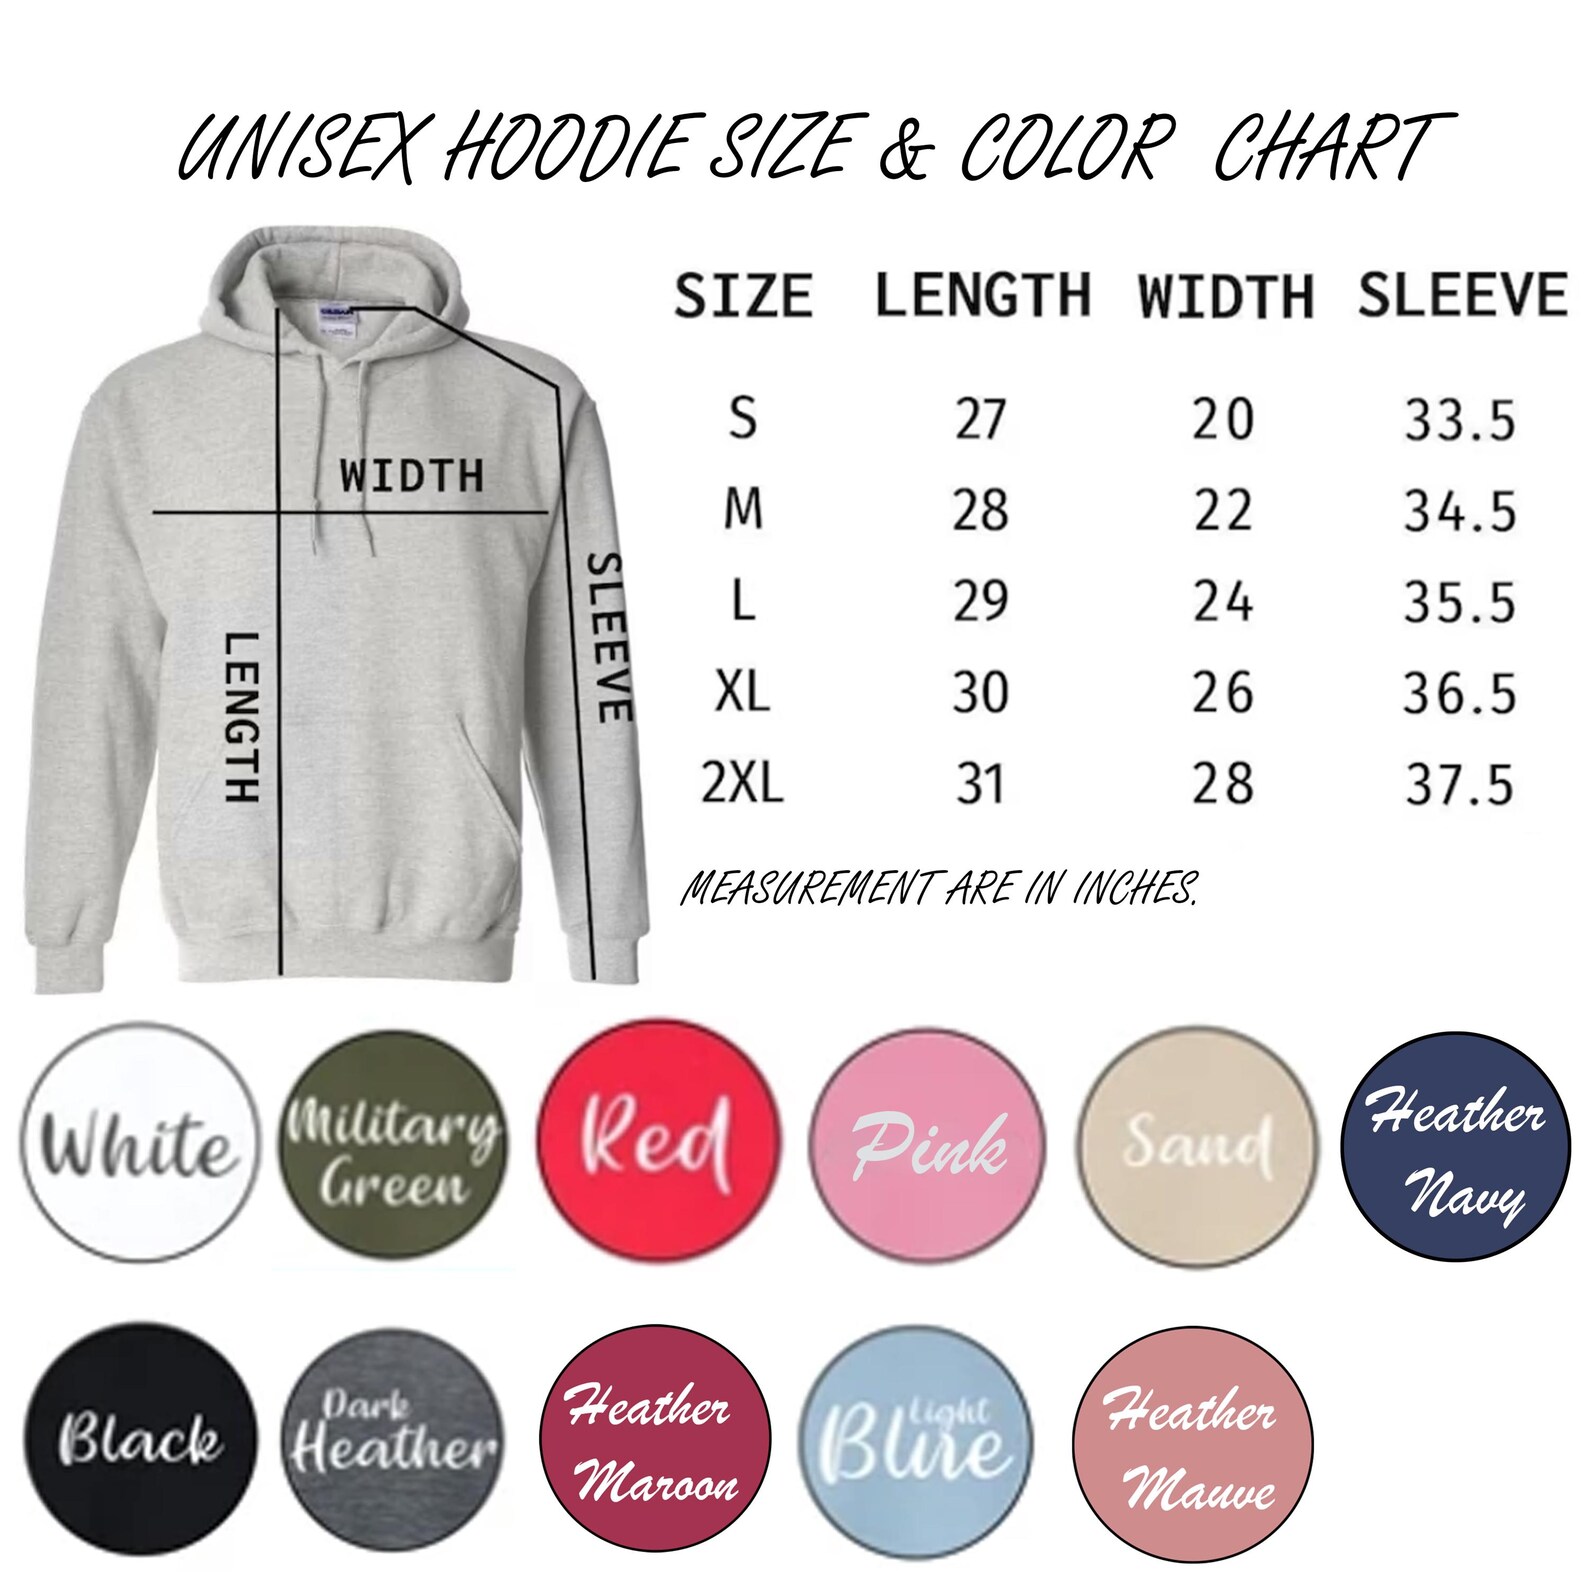 UNISEX HOODIE SIZE & COLOR CHART
SIZE LENGTH WIDTH SLEEVE
S 27 20 33.5
M 28 22 34.5
L 29 24 35.5
XL 30 26 36.5
2XL 31 28 37.5
MEASUREMENT ARE IN INCHES.
WIDTH
LENGTH
SLEEVE
White
Military
Green
Red
Pink
Sand
Heather
Navy
Black
Dark
Heather
Heather
Maroon
Light
Blue
Heather
Mauve